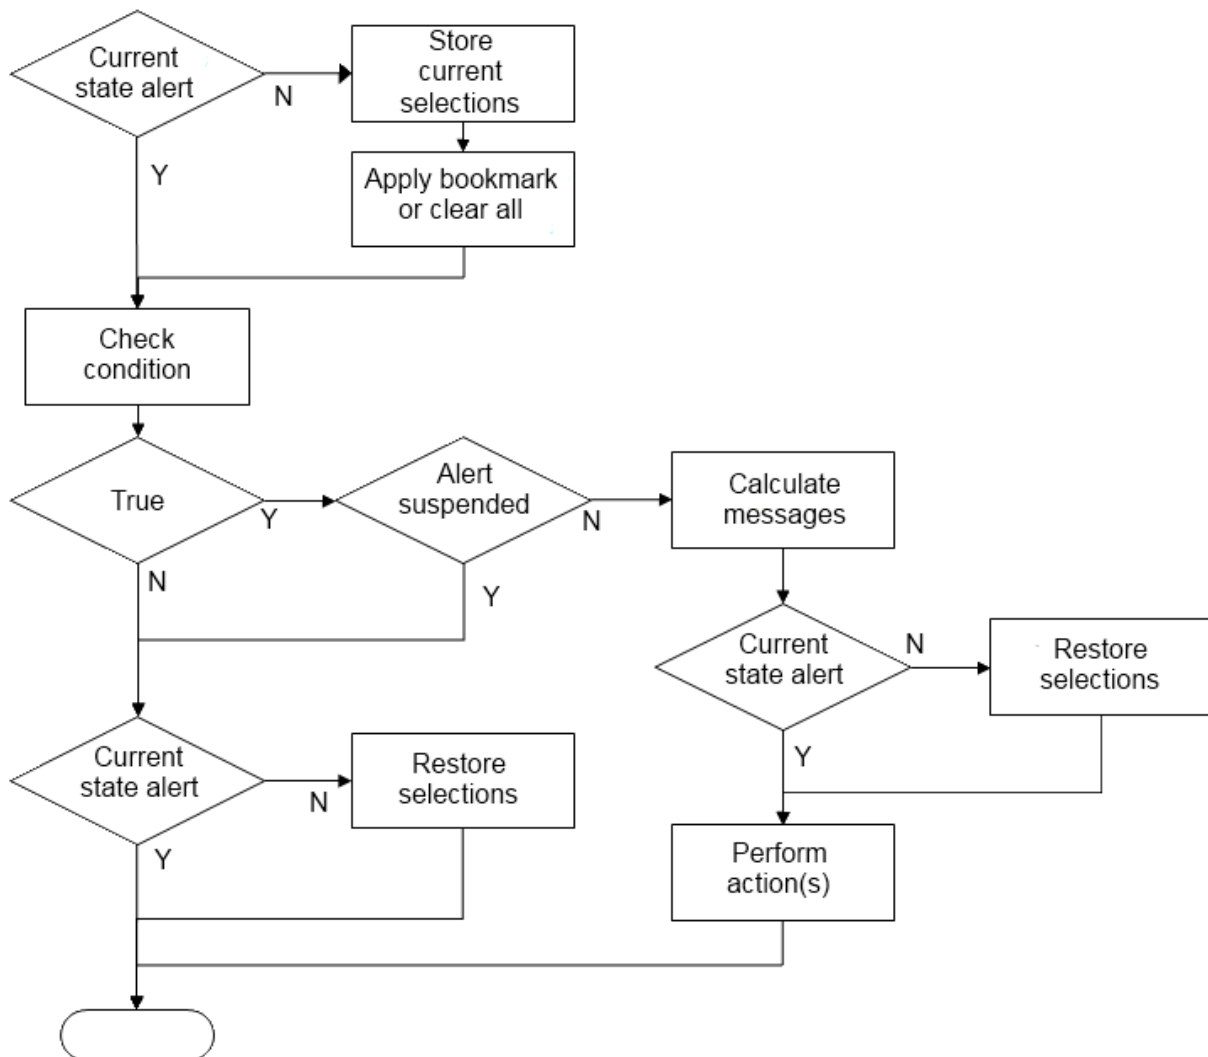 Current
state alert
N
Y
Store
current
selections
Apply bookmark
or clear all
Check
condition
True
Y
N
Alert
suspended
N
Y
Calculate
messages
Current
state alert
N
Y
Restore
selections
Current
state alert
N
Y
Restore
selections
Perform
action(s)